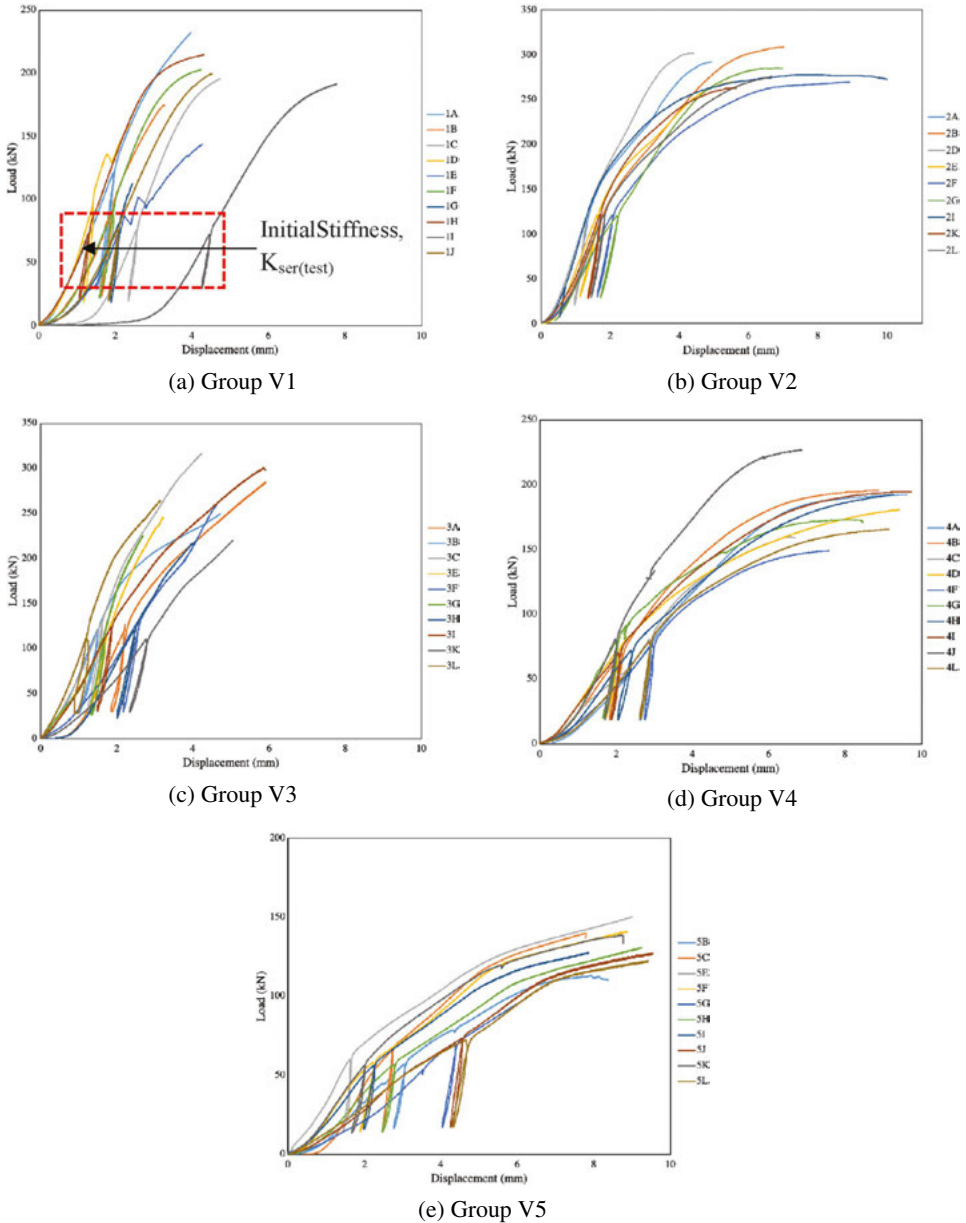 250
200
150
100
50
0
Load (kN)
0 2 4 6 8 10
Displacement (mm)
1A
1B
1C
1D
1E
1F
1G
1H
1I
1J
InitialStiffness,
Kser(test)
(a) Group V1
350
300
250
200
150
100
50
0
Load (kN)
0 2 4 6 8 10
Displacement (mm)
2A
2B
2D
2E
2F
2G
2I
2K
2L
(b) Group V2
350
300
250
200
150
100
50
0
Load (kN)
0 2 4 6 8 10
Displacement (mm)
3A
3B
3C
3E
3F
3G
3H
3I
3K
3L
(c) Group V3
250
200
150
100
50
0
Load (kN)
0 2 4 6 8 10
Displacement (mm)
4A
4B
4C
4D
4F
4G
4H
4I
4J
4L
(d) Group V4
200
150
100
50
0
Load (kN)
0 2 4 6 8 10
Displacement (mm)
5B
5C
5E
5F
5G
5H
5I
5J
5K
5L
(e) Group V5